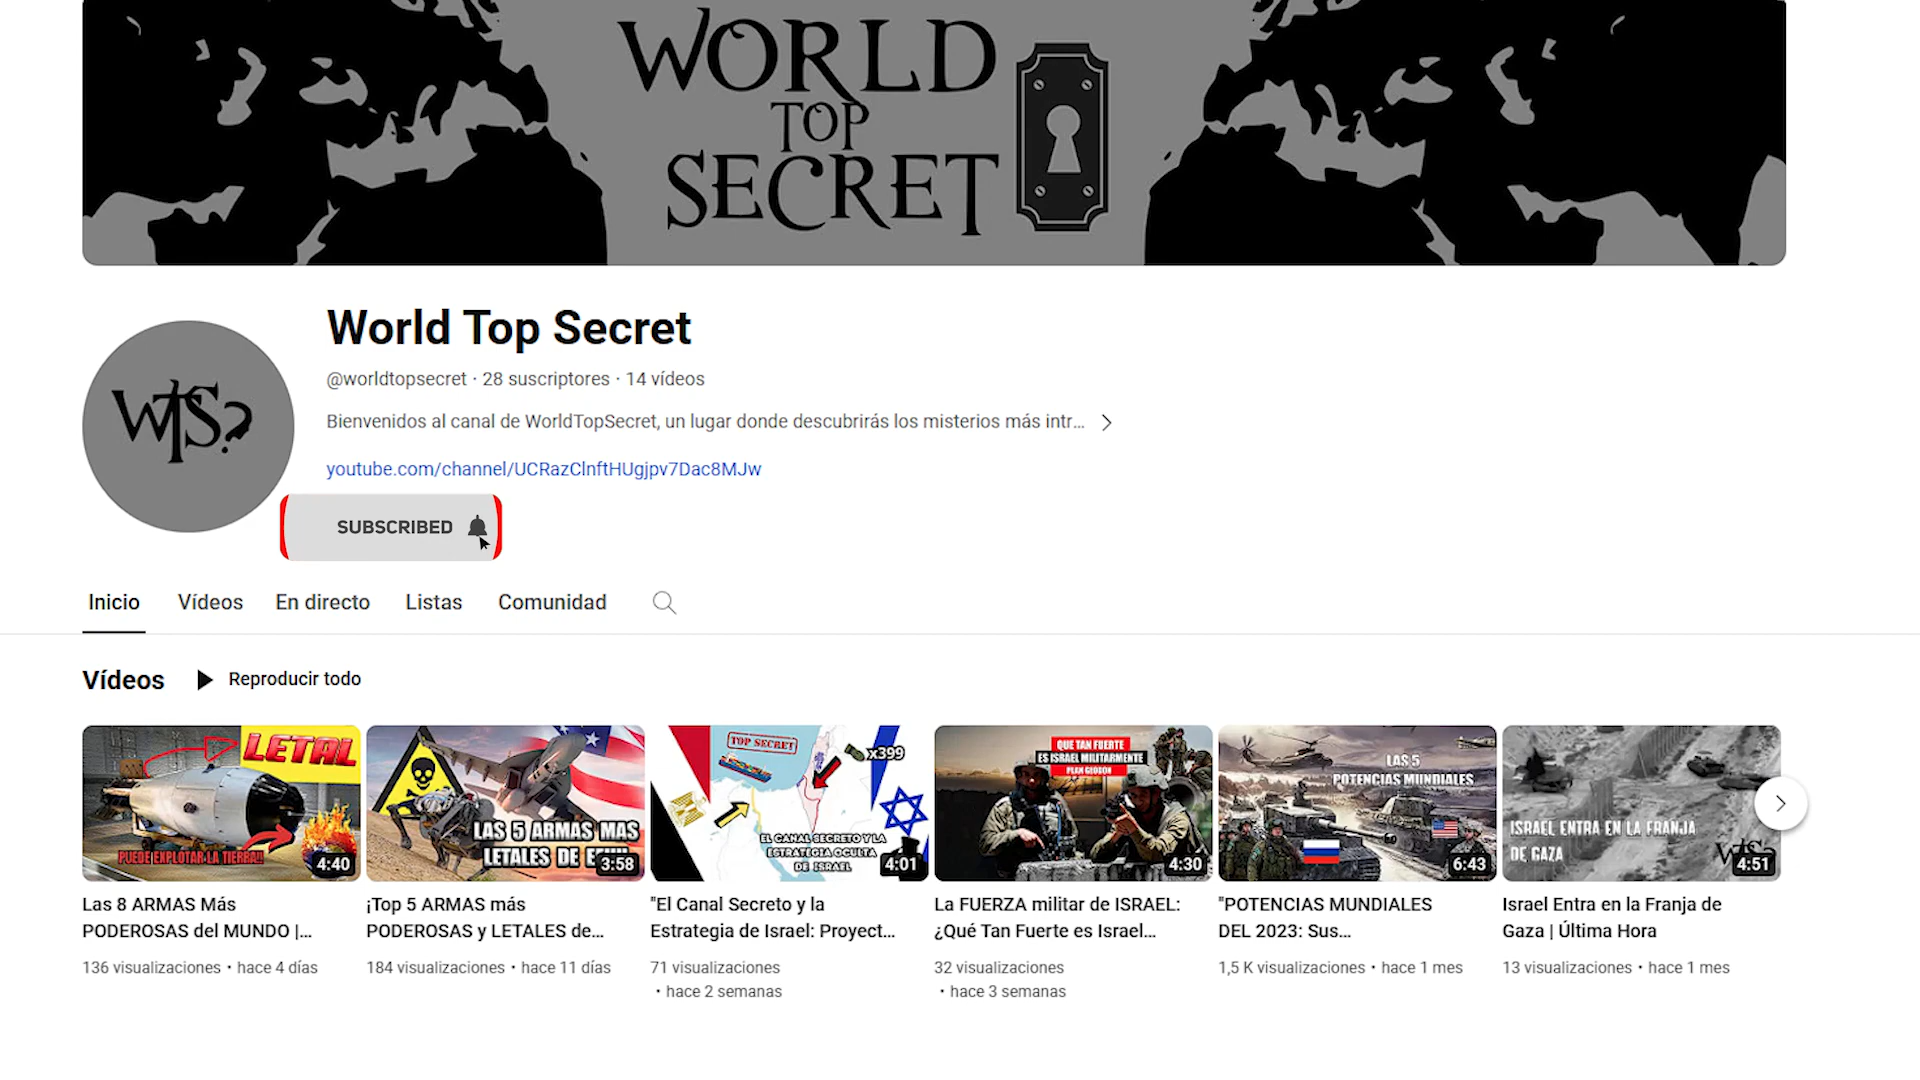 WORLD
TOP
SECRET
WTS?
World Top Secret
@worldtopsecret · 28 suscriptores · 14 vídeos
Bienvenidos al canal de WorldTopSecret, un lugar donde descubrirás los misterios más intr...
youtube.com/channel/UCRazClnftHUgjpv7Dac8MJw
SUBSCRIBED
Inicio
Vídeos
En directo
Listas
Comunidad
Vídeos
Reproducir todo
LETAL
PUEDE EXPLOTAR LA TIERRA!!
4:40
LAS 5 ARMAS MAS
LETALES DE
3:58
TOP SECRET
x399
EL CANAL SECRETO Y LA
ESTRATEGIA OCULTA
DE ISRAEL
4:01
QUE TAN FUERTE
ES ISRAEL MILITARMENTE
PLAN GEDEON
4:30
LAS 5
POTENCIAS MUNDIALES
6:43
ISRAEL ENTRA EN LA FRANJA
DE GAZA
4:51
Las 8 ARMAS Más
PODEROSAS del MUNDO |...
136 visualizaciones • hace 4 días
¡Top 5 ARMAS más
PODEROSAS y LETALES de...
184 visualizaciones • hace 11 días
"El Canal Secreto y la
Estrategia de Israel: Proyect...
71 visualizaciones
• hace 2 semanas
La FUERZA militar de ISRAEL:
¿Qué Tan Fuerte es Israel...
32 visualizaciones
• hace 3 semanas
"POTENCIAS MUNDIALES
DEL 2023: Sus...
1,5 K visualizaciones • hace 1 mes
Israel Entra en la Franja de
Gaza | Última Hora
13 visualizaciones • hace 1 mes